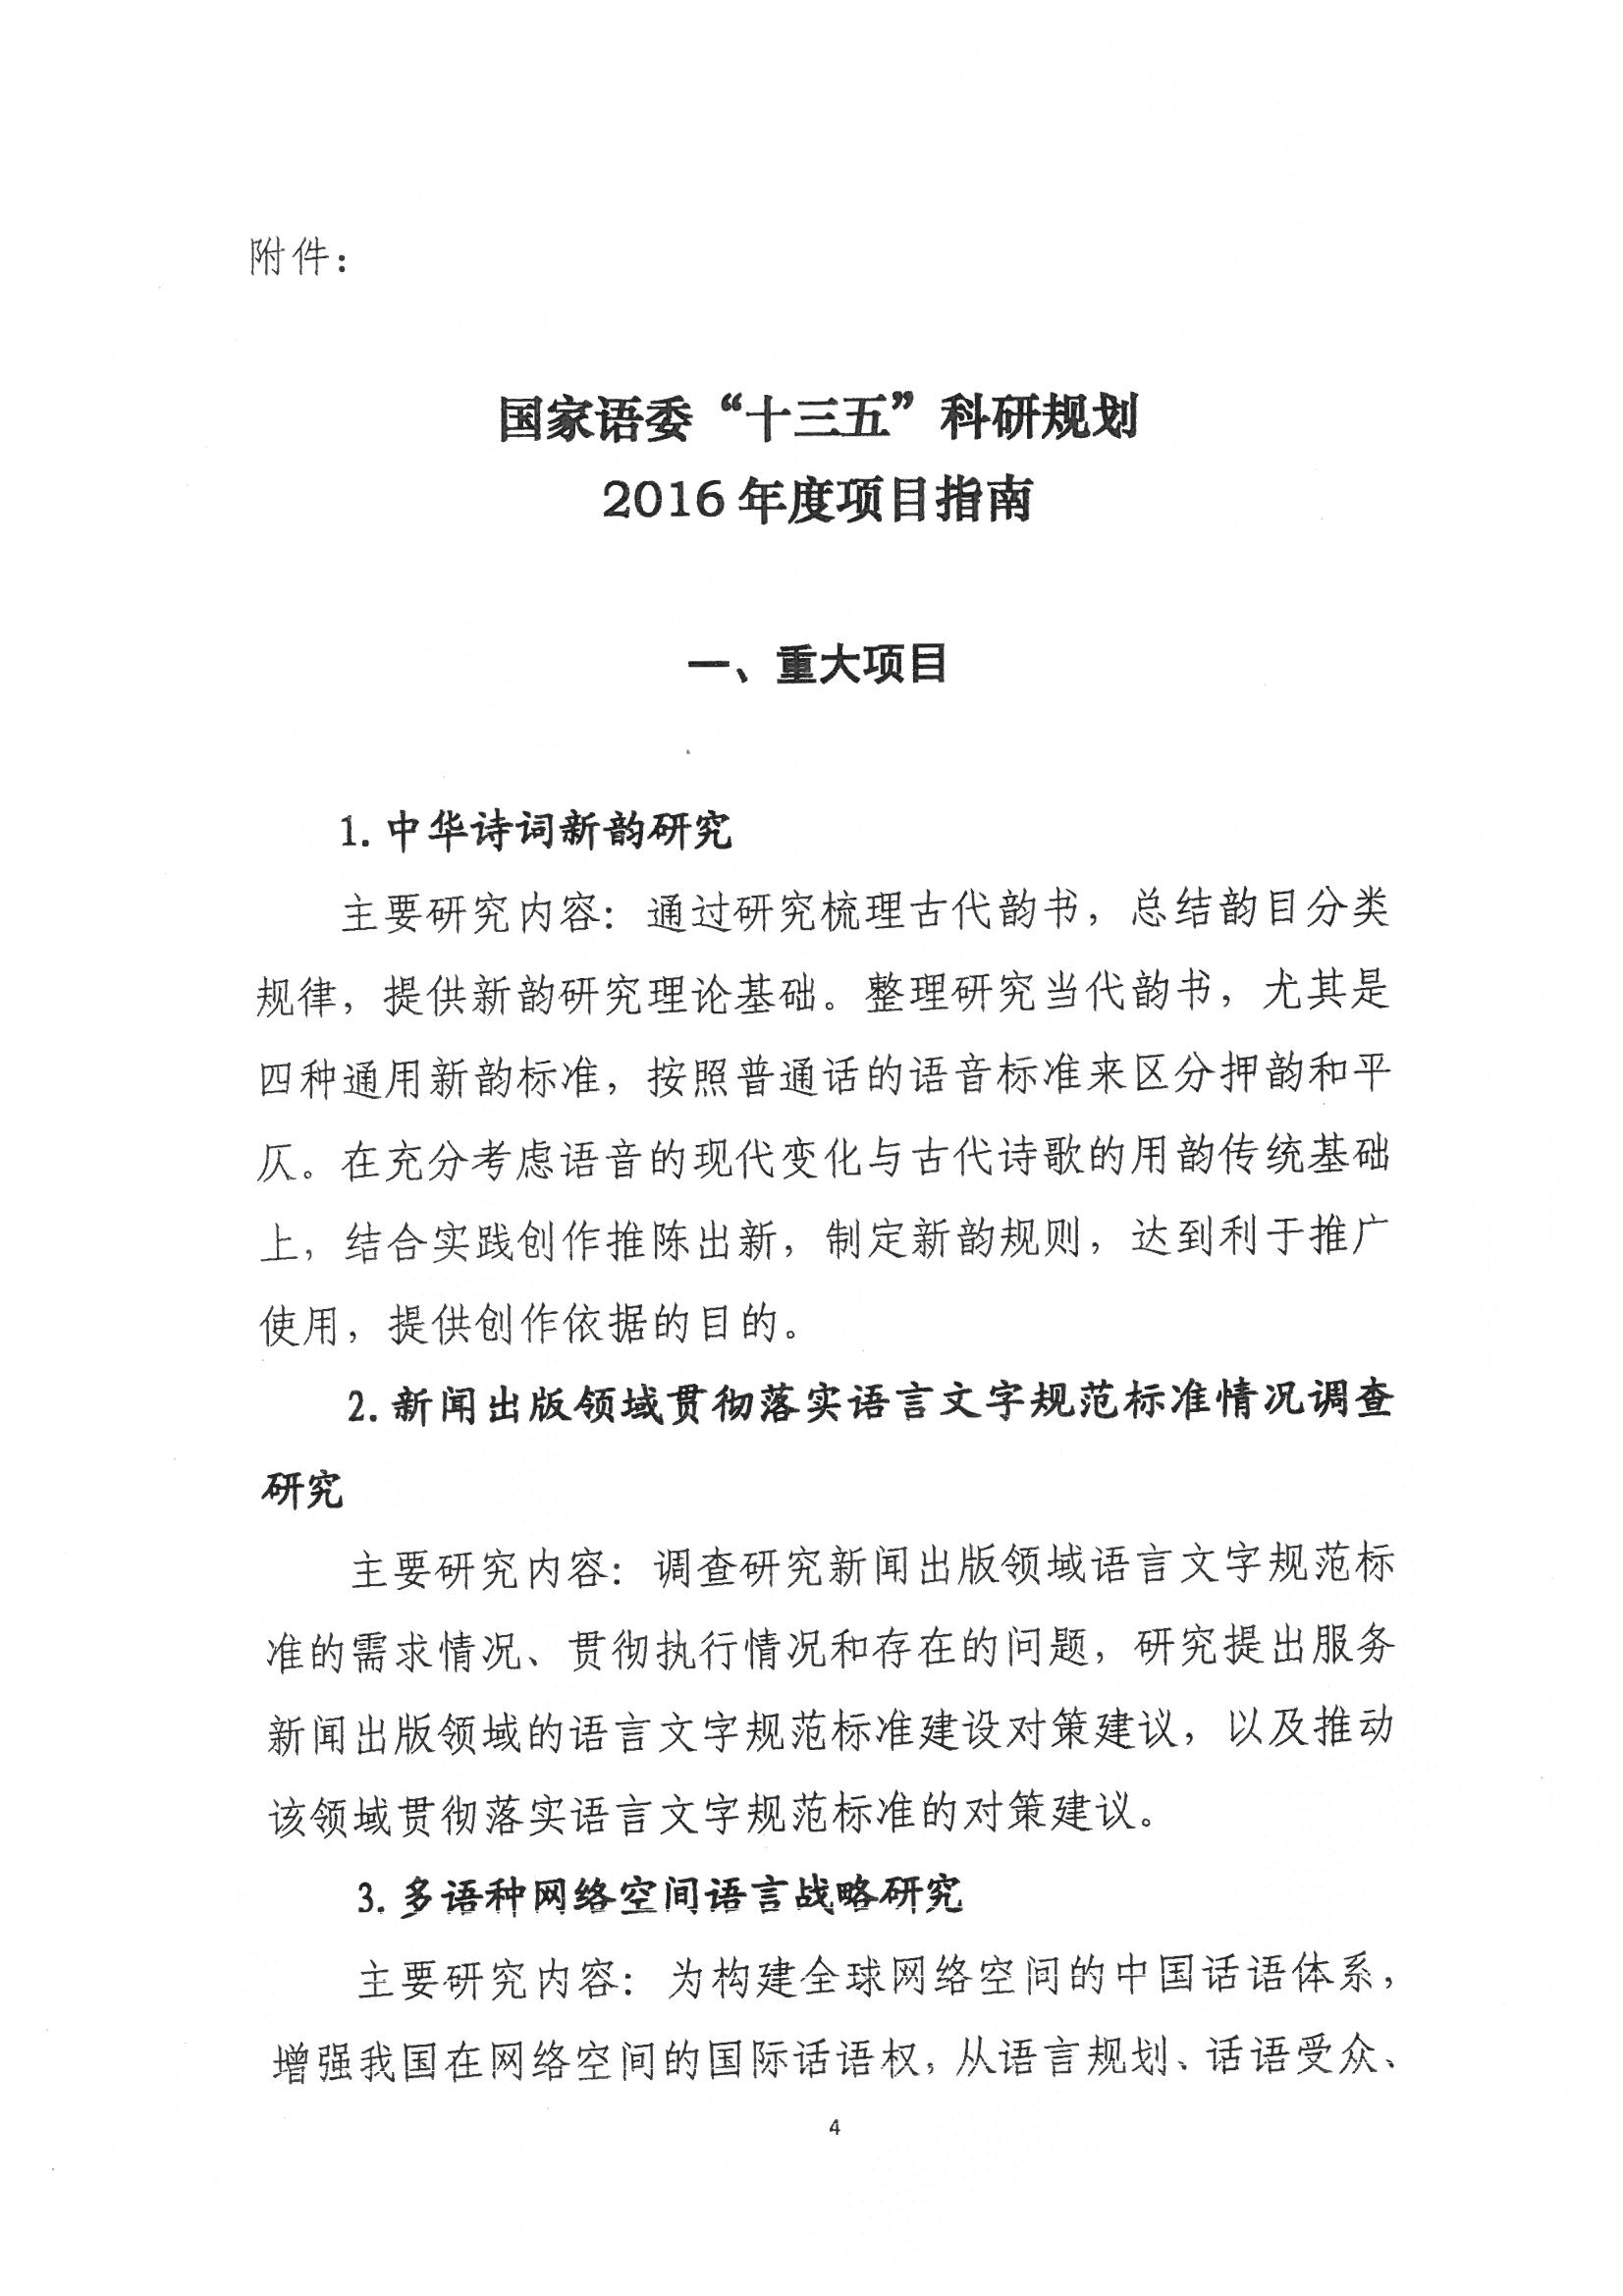 附件：
国家语委“十三五”科研规划
2016年度项目指南
一、重大项目
1.中华诗词新韵研究
主要研究内容：通过研究梳理古代韵书，总结韵目分类
规律，提供新韵研究理论基础。整理研究当代韵书，尤其是
四种通用新韵标准，按照普通话的语音标准来区分押韵和平
仄。在充分考虑语音的现代变化与古代诗歌的用韵传统基础
上，结合实践创作推陈出新，制定新韵规则，达到利于推广
使用，提供创作依据的目的。
2.新闻出版领域贯彻落实语言文字规范标准情况调查
研究
主要研究内容：调查研究新闻出版领域语言文字规范标
准的需求情况、贯彻执行情况和存在的问题，研究提出服务
新闻出版领域的语言文字规范标准建设对策建议，以及推动
该领域贯彻落实语言文字规范标准的对策建议。
3.多语种网络空间语言战略研究
主要研究内容：为构建全球网络空间的中国话语体系，
增强我国在网络空间的国际话语权，从语言规划、话语受众、
4